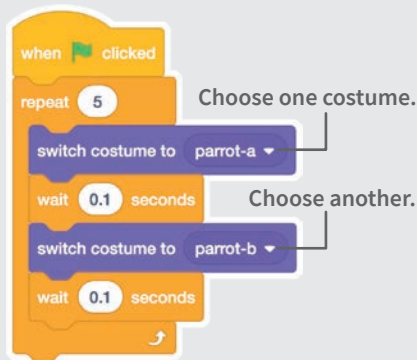 when clicked
repeat 5
Choose one costume.
switch costume to parrot-a
wait 0.1 seconds
Choose another.
switch costume to parrot-b
wait 0.1 seconds